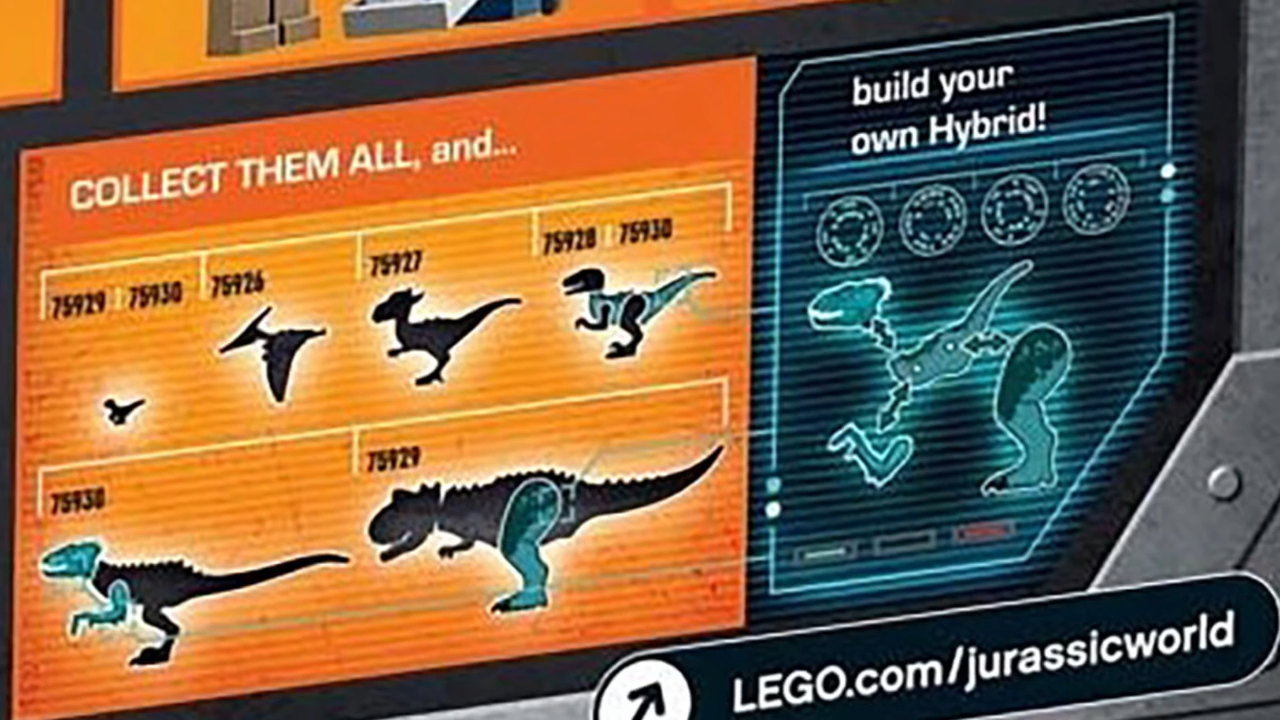 COLLECT THEM ALL, and...
75929 75930
75926
75927
75928 75930
75930
75929
build your
own Hybrid!
LEGO.com/jurassicworld